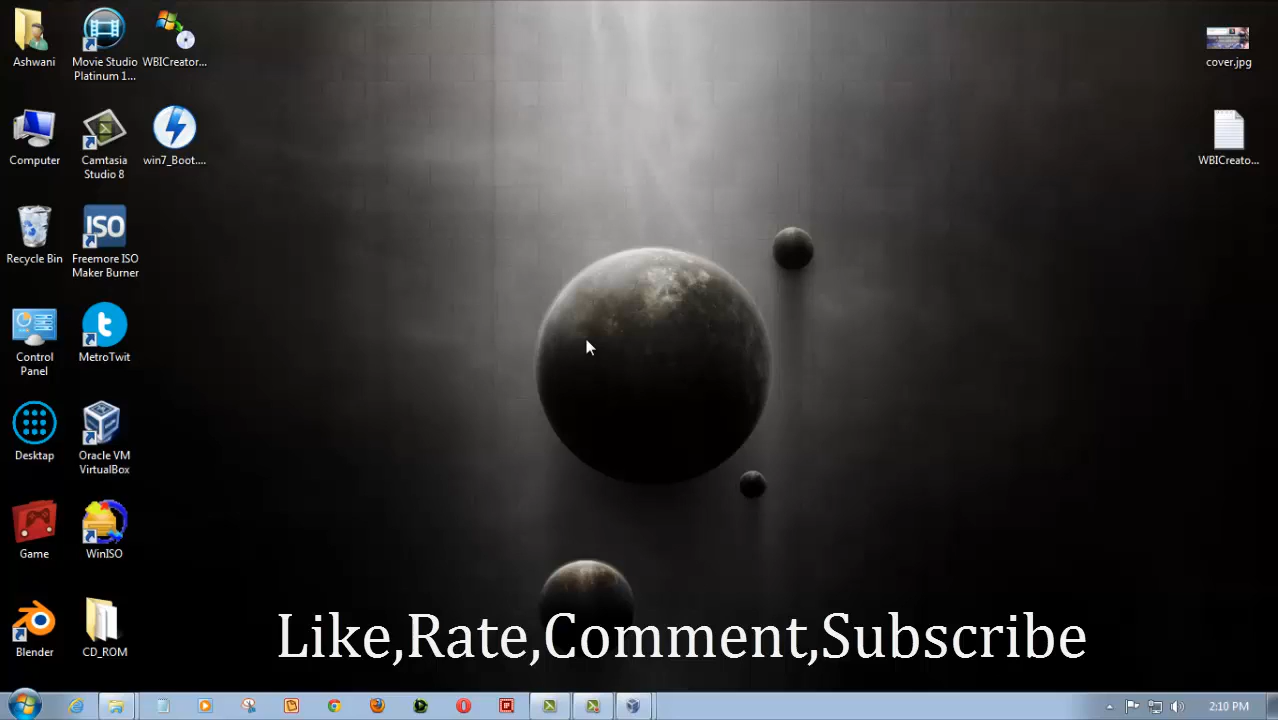 Ashwani
Movie Studio
Platinum 1...
WBICreator...
cover.jpg
Computer
Camtasia
Studio 8
win7_Boot....
WBICreato...
Recycle Bin
ISO
Freemore ISO
Maker Burner
Control
Panel
MetroTwit
Desktap
Oracle VM
VirtualBox
Game
WinISO
Blender
CD_ROM
Like,Rate,Comment,Subscribe
2:10 PM